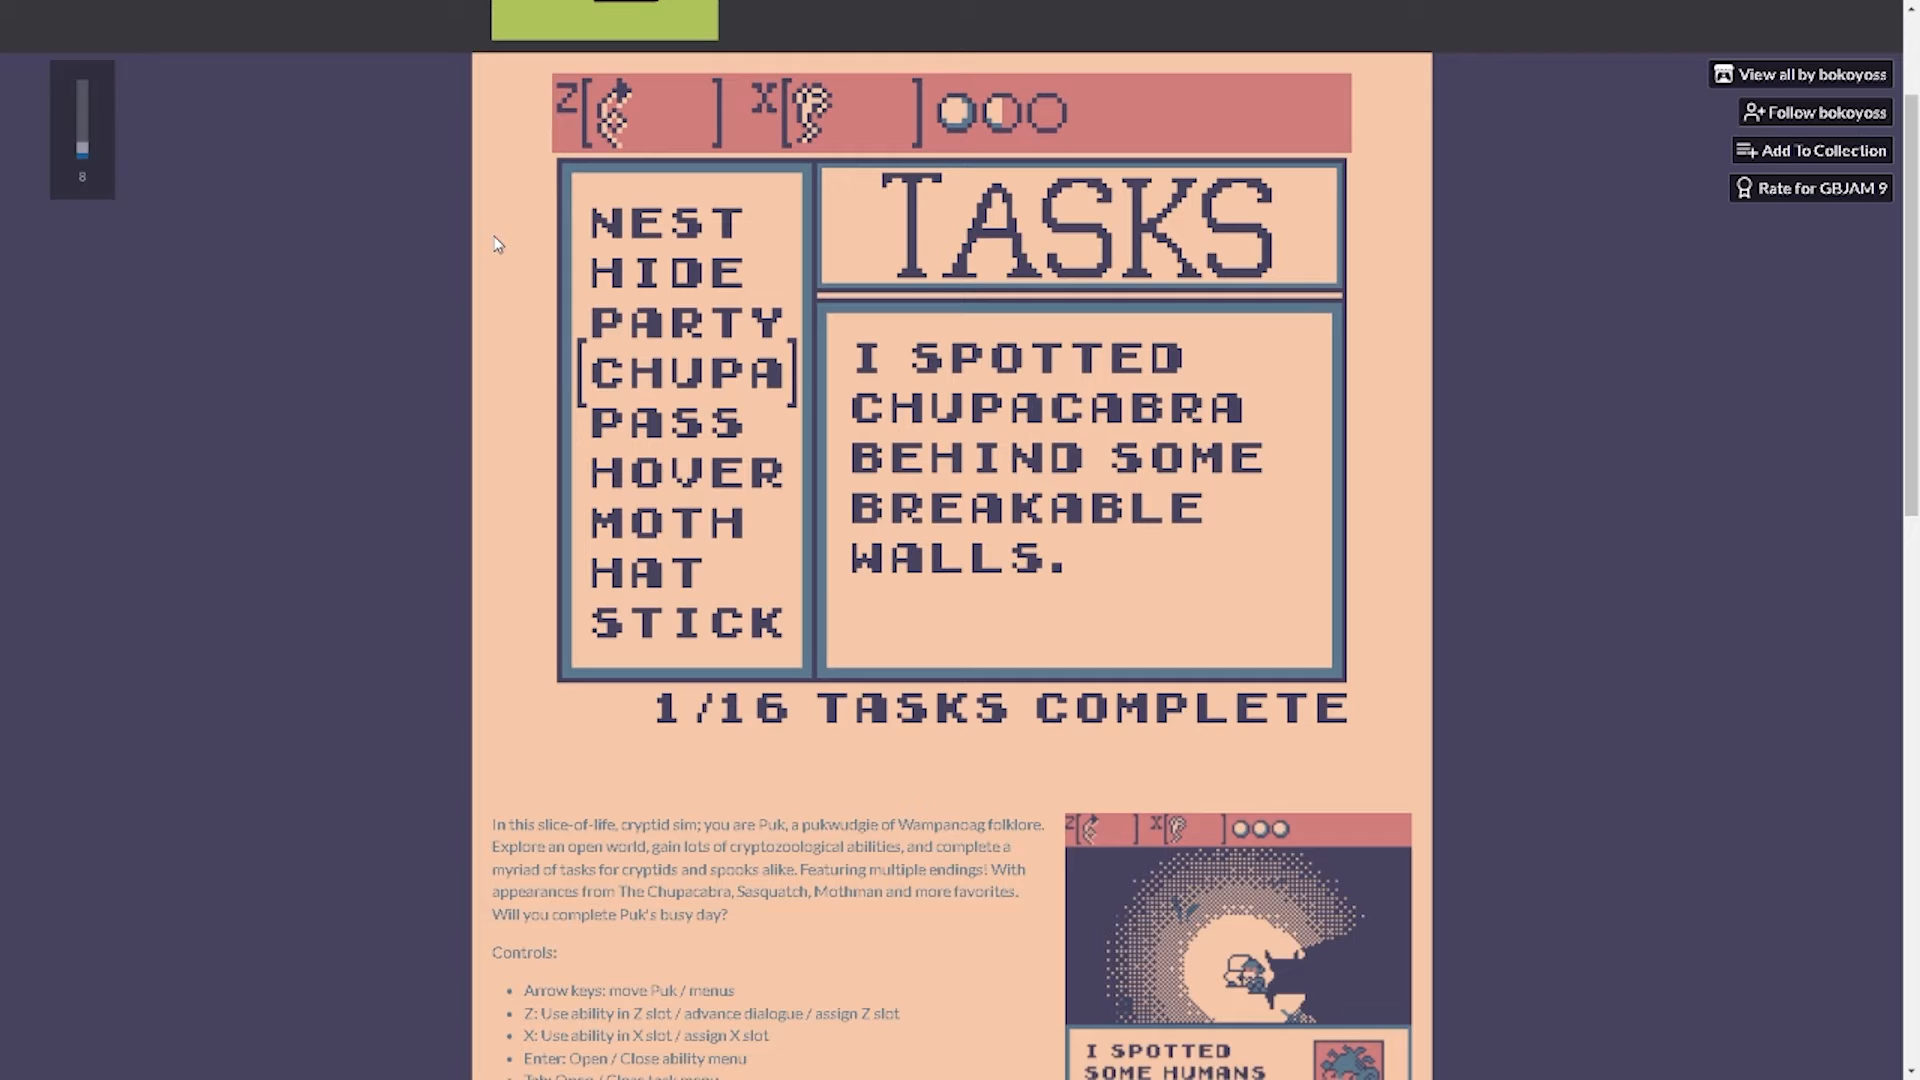 View all by bokoyoss
Follow bokoyoss
Add To Collection
Rate for GBJAM 9
8
Z[ ] X[ ]
TASKS
NEST
HIDE
PARTY
[CHUPA]
PASS
HOVER
MOTH
HAT
STICK
I SPOTTED
CHUPACABRA
BEHIND SOME
BREAKABLE
WALLS.
1/16 TASKS COMPLETE
In this slice-of-life, cryptid sim; you are Puk, a pukwudgie of Wampanoag folklore.
Explore an open world, gain lots of cryptozoological abilities, and complete a
myriad of tasks for cryptids and spooks alike. Featuring multiple endings! With
appearances from The Chupacabra, Sasquatch, Mothman and more favorites.
Will you complete Puk's busy day?
Controls:
• Arrow keys: move Puk / menus
• Z: Use ability in Z slot / advance dialogue / assign Z slot
• X: Use ability in X slot / assign X slot
• Enter: Open / Close ability menu
Z[ ] X[ ]
I SPOTTED
SOME HUMANS